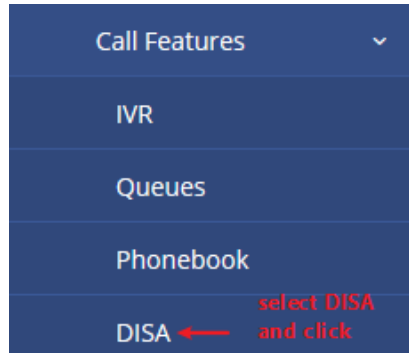 Call Features
IVR
Queues
Phonebook
select DISA
DISA and click